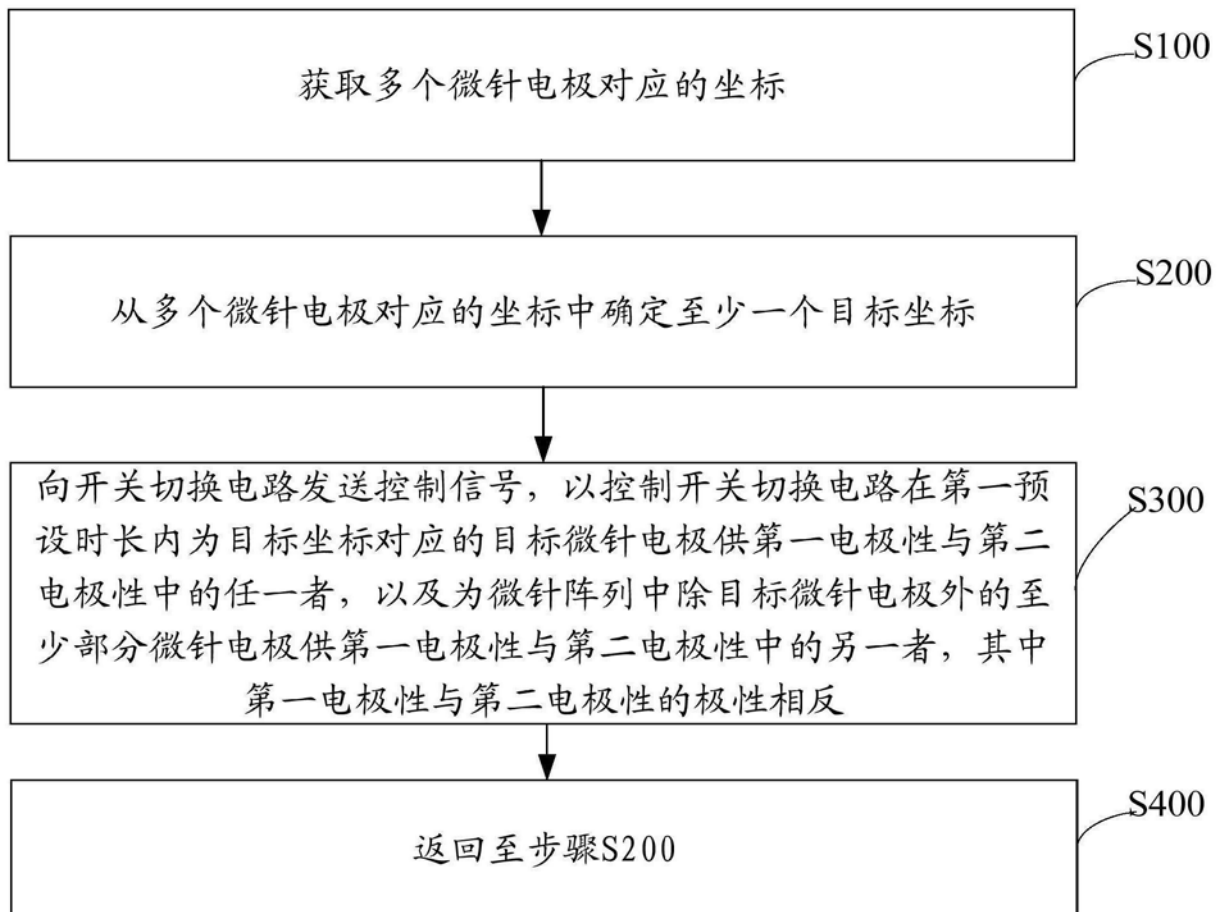 获取多个微针电极对应的坐标
S100
从多个微针电极对应的坐标中确定至少一个目标坐标
S200
向开关切换电路发送控制信号，以控制开关切换电路在第一预
设时长内为目标坐标对应的目标微针电极供第一电极性与第二
电极性中的任一者，以及为微针阵列中除目标微针电极外的至
少部分微针电极供第一电极性与第二电极性中的另一者，其中
第一电极性与第二电极性的极性相反
S300
返回至步骤S200
S400